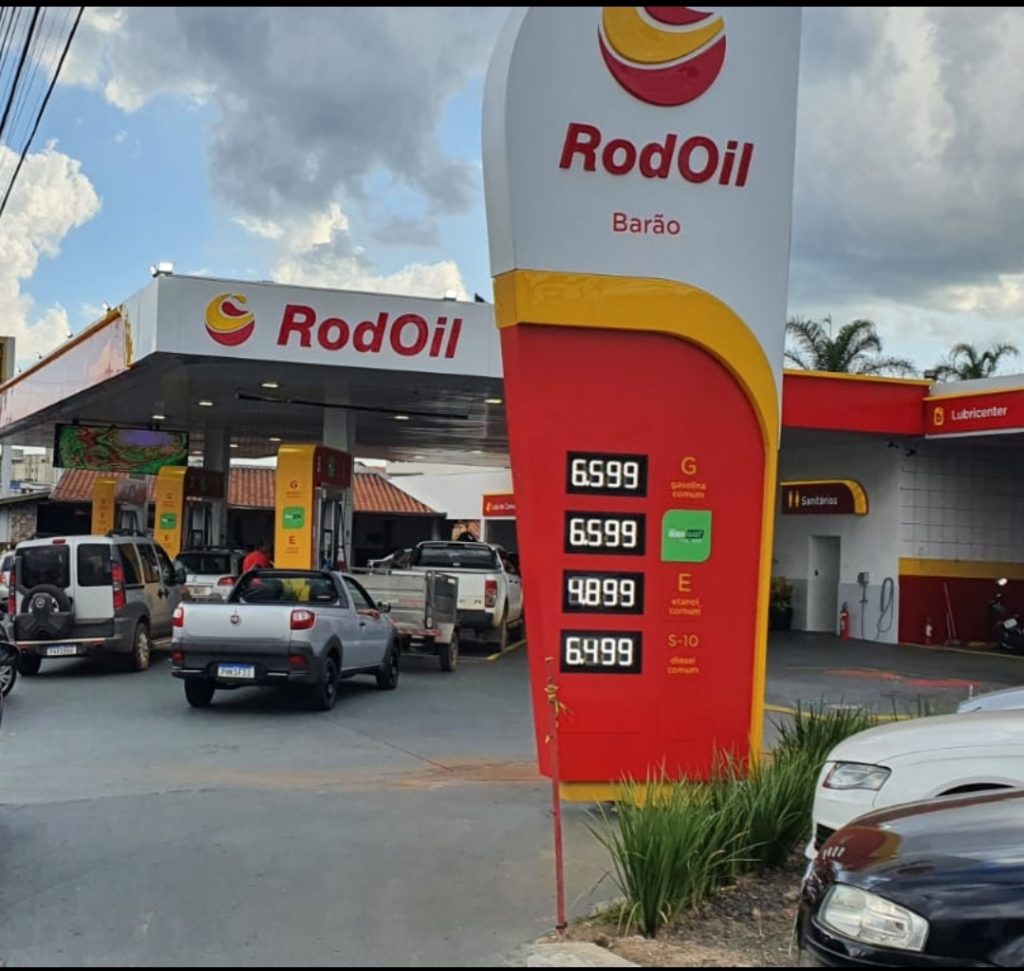 RodOil
Barão
RodOil
6.599
G
gasolina
comum
6.599
4.899
E
etanol
comum
6.499
S-10
diesel
comum
Lubricenter
Sanitários
G
E
G
E
G